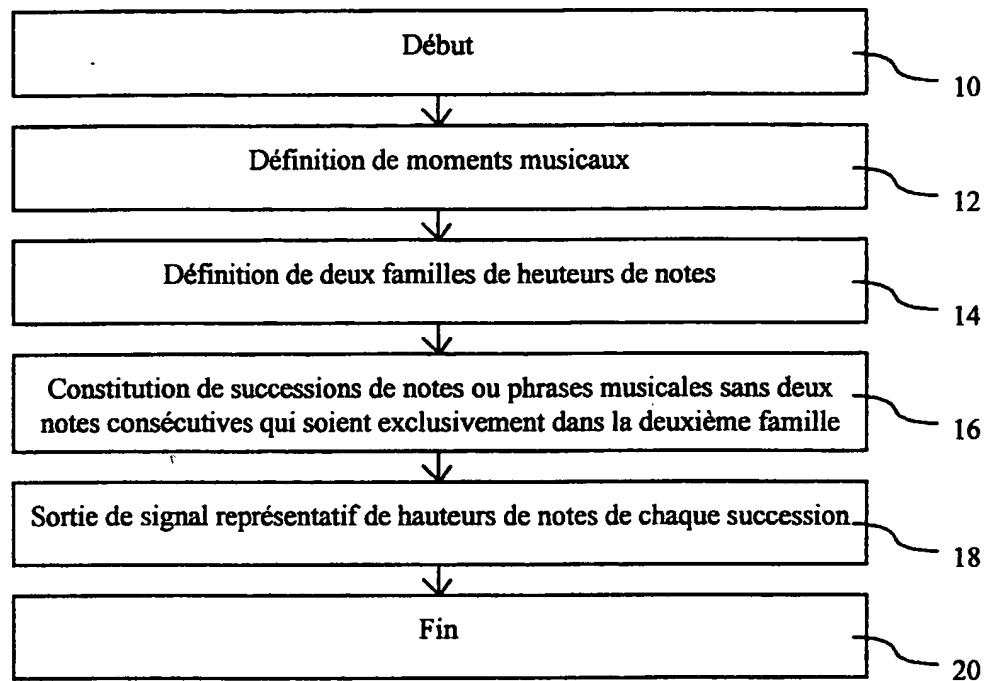 Début
10
Définition de moments musicaux
12
Définition de deux familles de heuteurs de notes
14
Constitution de successions de notes ou phrases musicales sans deux
notes consécutives qui soient exclusivement dans la deuxième famille
16
Sortie de signal représentatif de hauteurs de notes de chaque succession
18
Fin
20